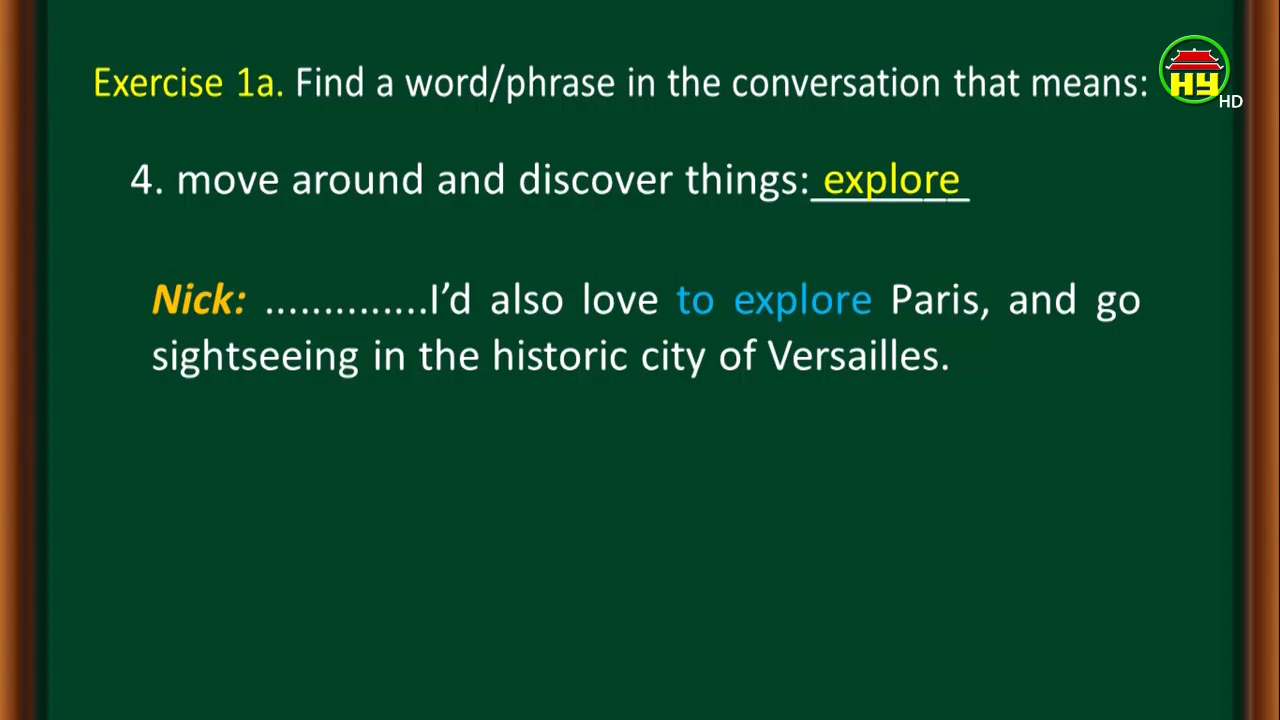 Exercise 1a. Find a word/phrase in the conversation that means:
HY
HD
4. move around and discover things: explore
Nick: ..............I'd also love to explore Paris, and go
sightseeing in the historic city of Versailles.